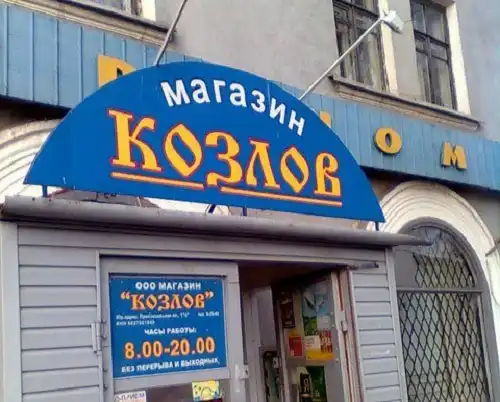 магазин
КОЗЛОВ
ООО МАГАЗИН
"КОЗЛОВ"
ЧАСЫ РАБОТЫ:
8.00-20.00
БЕЗ ПЕРЕРЫВА И ВЫХОДНЫХ